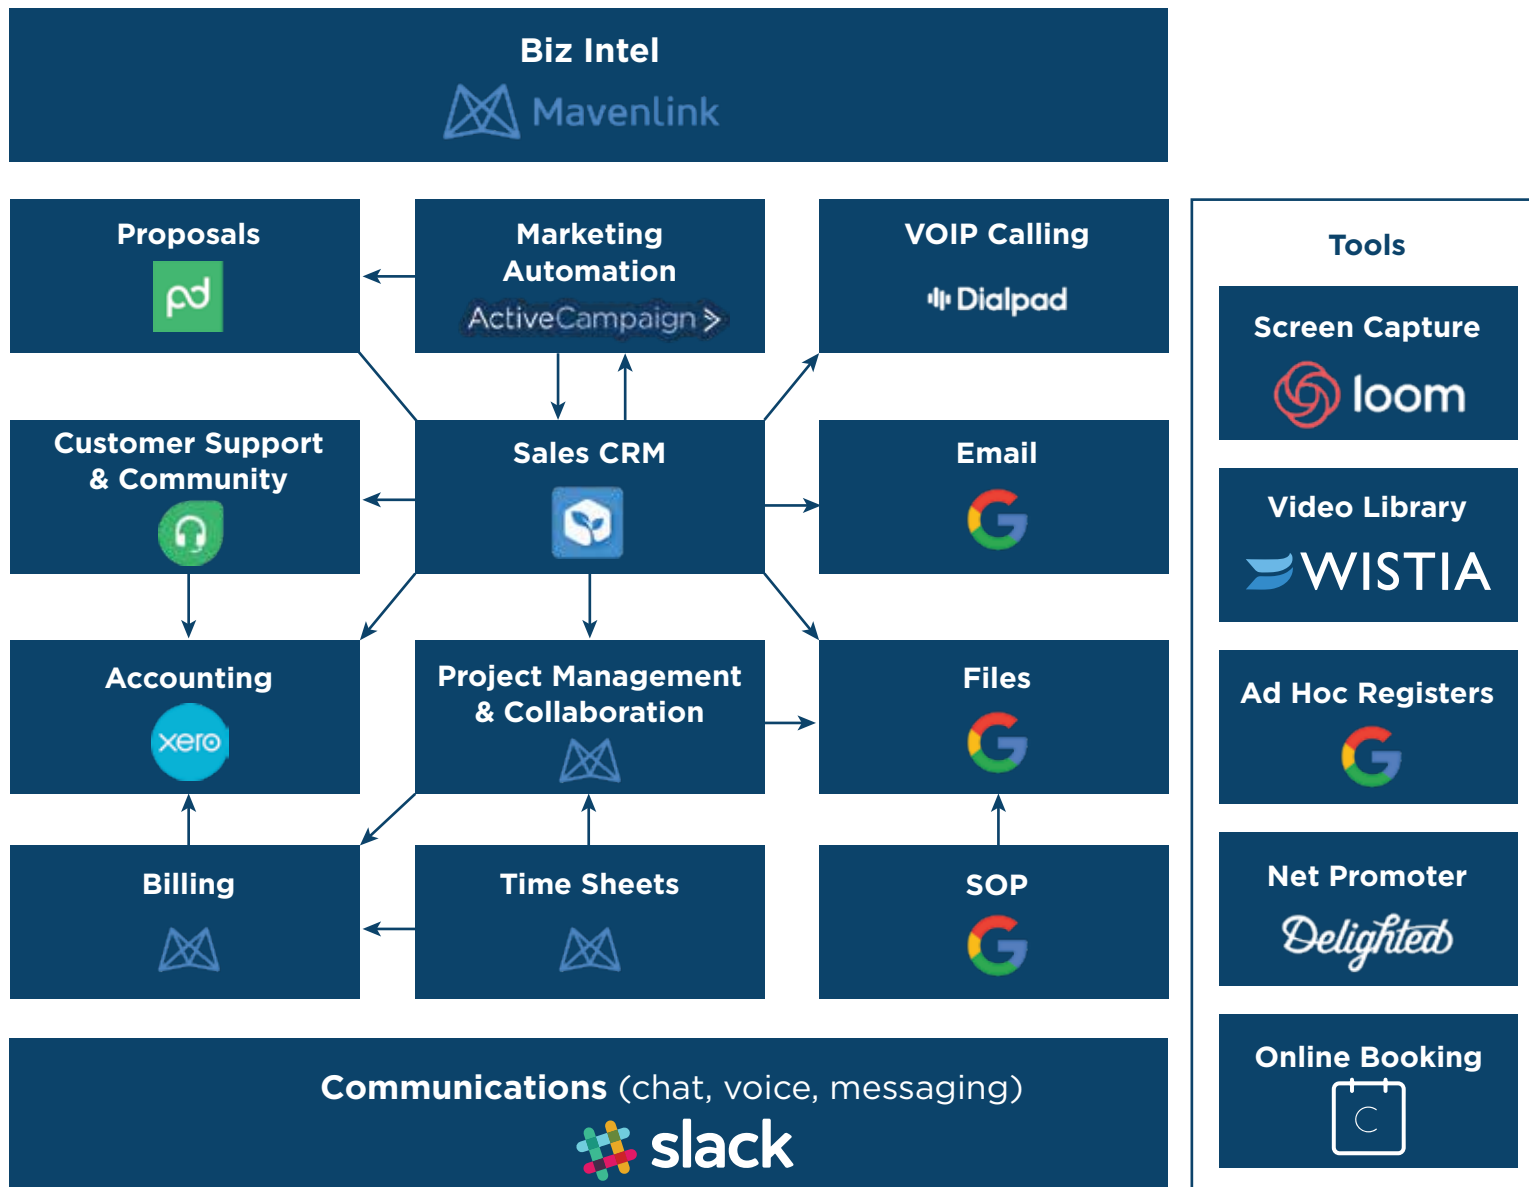 Biz Intel
Mavenlink
Proposals
pd
Marketing
Automation
ActiveCampaign >
VOIP Calling
Dialpad
Customer Support
& Community
Sales CRM
Email
G
Accounting
xero
Project Management
& Collaboration
Files
G
Billing
Time Sheets
SOP
G
Communications (chat, voice, messaging)
slack
Tools
Screen Capture
loom
Video Library
WISTIA
Ad Hoc Registers
G
Net Promoter
Delighted
Online Booking
C